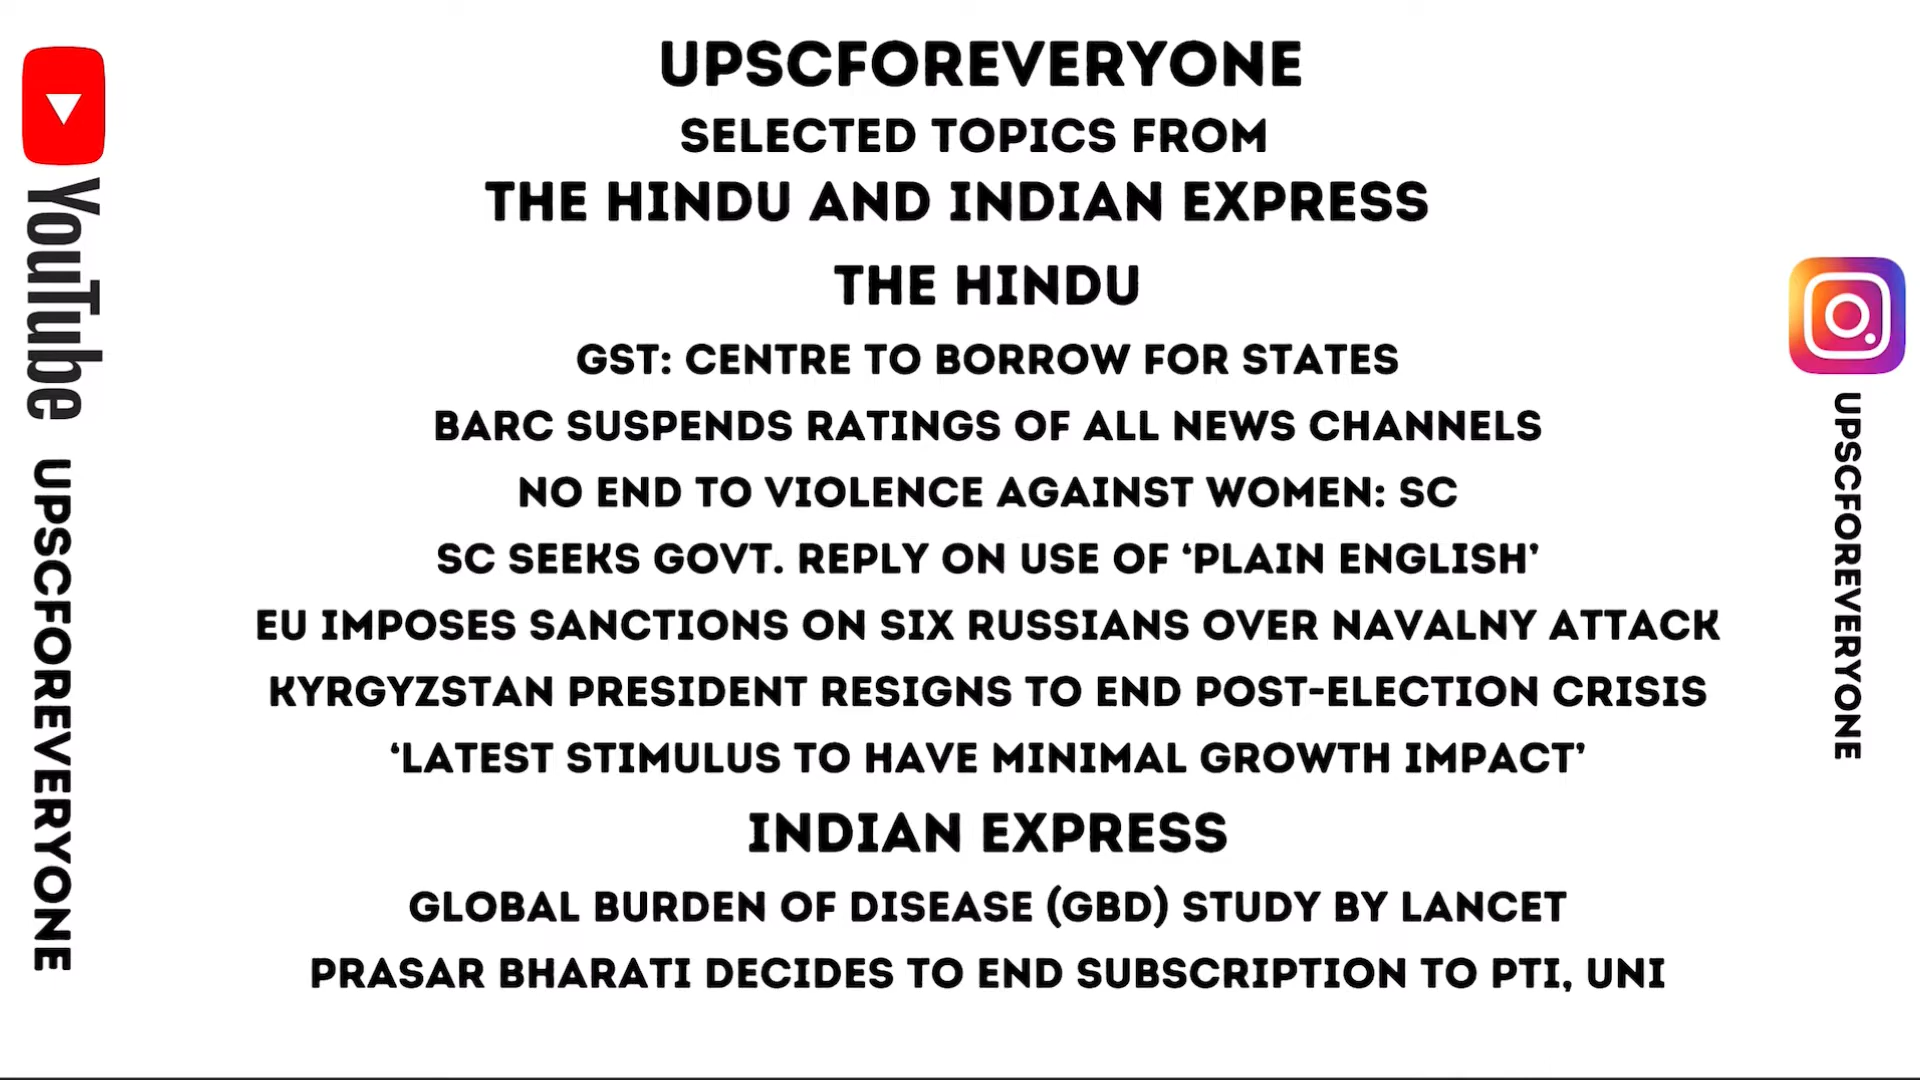 UPSCFOREVERYONE
SELECTED TOPICS FROM
THE HINDU AND INDIAN EXPRESS
THE HINDU
GST: CENTRE TO BORROW FOR STATES
BARC SUSPENDS RATINGS OF ALL NEWS CHANNELS
NO END TO VIOLENCE AGAINST WOMEN: SC
SC SEEKS GOVT. REPLY ON USE OF ‘PLAIN ENGLISH’
EU IMPOSES SANCTIONS ON SIX RUSSIANS OVER NAVALNY ATTACK
KYRGYZSTAN PRESIDENT RESIGNS TO END POST-ELECTION CRISIS
‘LATEST STIMULUS TO HAVE MINIMAL GROWTH IMPACT’
INDIAN EXPRESS
GLOBAL BURDEN OF DISEASE (GBD) STUDY BY LANCET
PRASAR BHARATI DECIDES TO END SUBSCRIPTION TO PTI, UNI
YouTube UPSCFOREVERYONE
UPSCFOREVERYONE